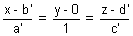 x - b' / a' = y - 0 / 1 = z - d' / c'